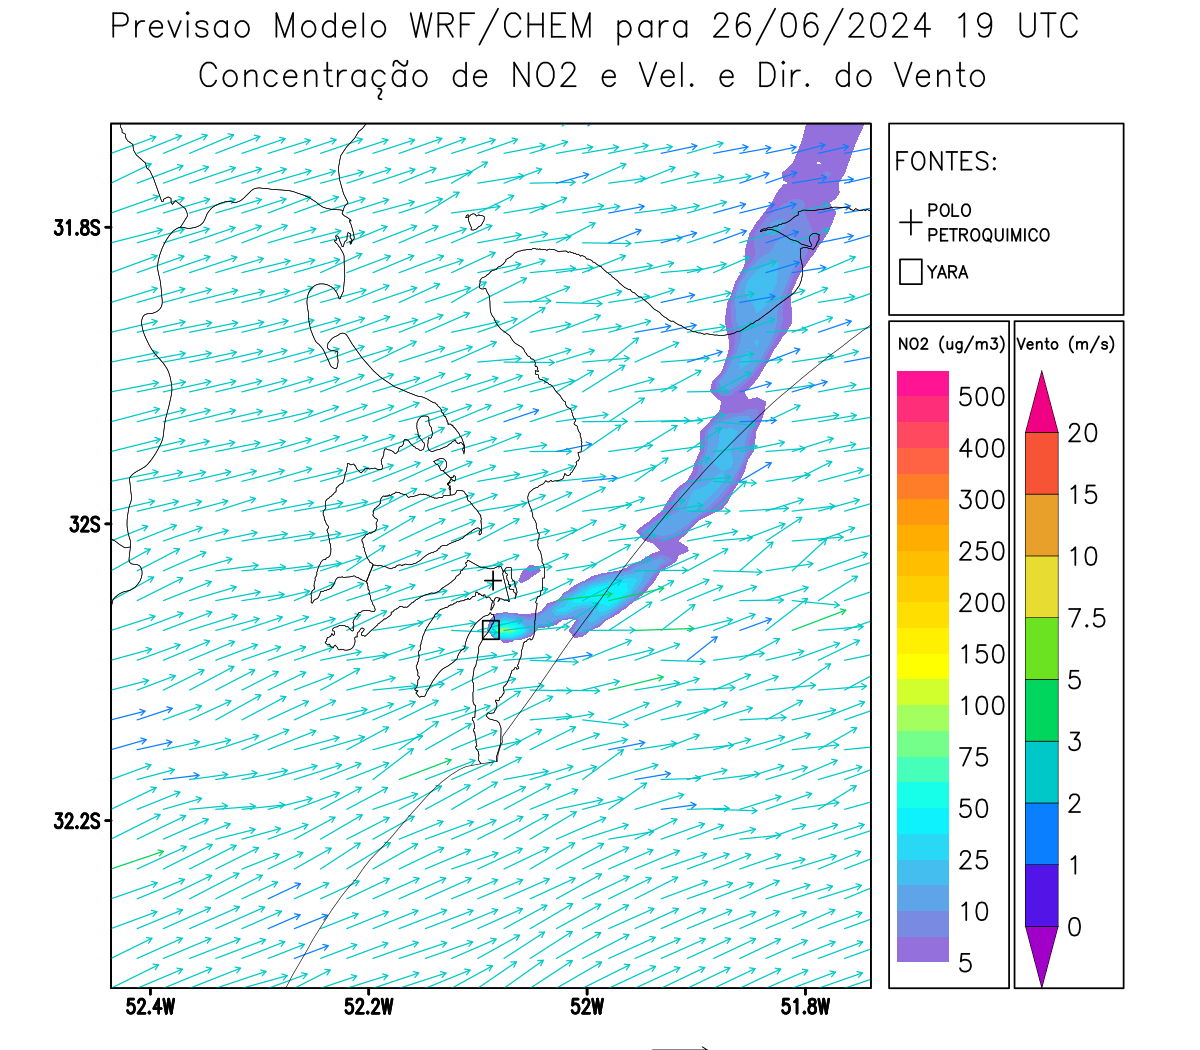 Previsao Modelo WRF/CHEM para 26/06/2024 19 UTC
Concentração de NO2 e Vel. e Dir. do Vento
FONTES:
POLO
PETROQUIMICO
YARA
NO2 (ug/m3)
500
400
300
250
200
150
100
75
50
25
10
5
Vento (m/s)
20
15
10
7.5
5
3
2
1
0
31.8S
32S
32.2S
52.4W
52.2W
52W
51.8W